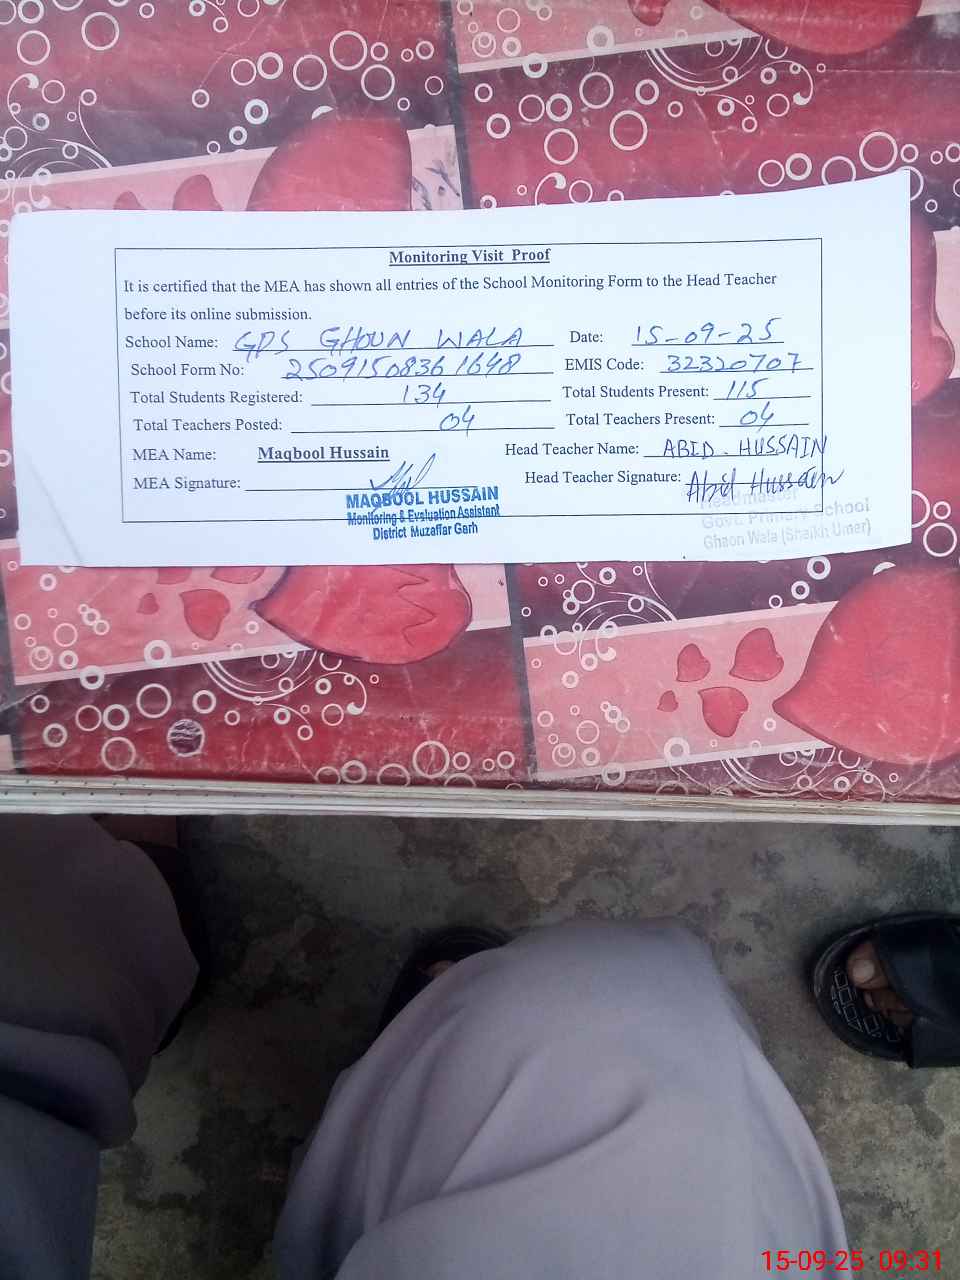 Monitoring Visit Proof
It is certified that the MEA has shown all entries of the School Monitoring Form to the Head Teacher
before its online submission.
School Name: GPS GHOUN WALA Date: 15-09-25
School Form No: 2509150836 1648 EMIS Code: 32320707
Total Students Registered: 134 Total Students Present: 115
Total Teachers Posted: 04 Total Teachers Present: 04
MEA Name: Maqbool Hussain Head Teacher Name: ABID. HUSSAIN
MEA Signature: Head Teacher Signature: Abid Hussain
MAQBOOL HUSSAIN
Monitoring & Evaluation Assistant
District Muzaffar Garh
Headmaster
Govt. Primary School
Ghaon Wala (Shaikh Umer)
15-09-25 09:31